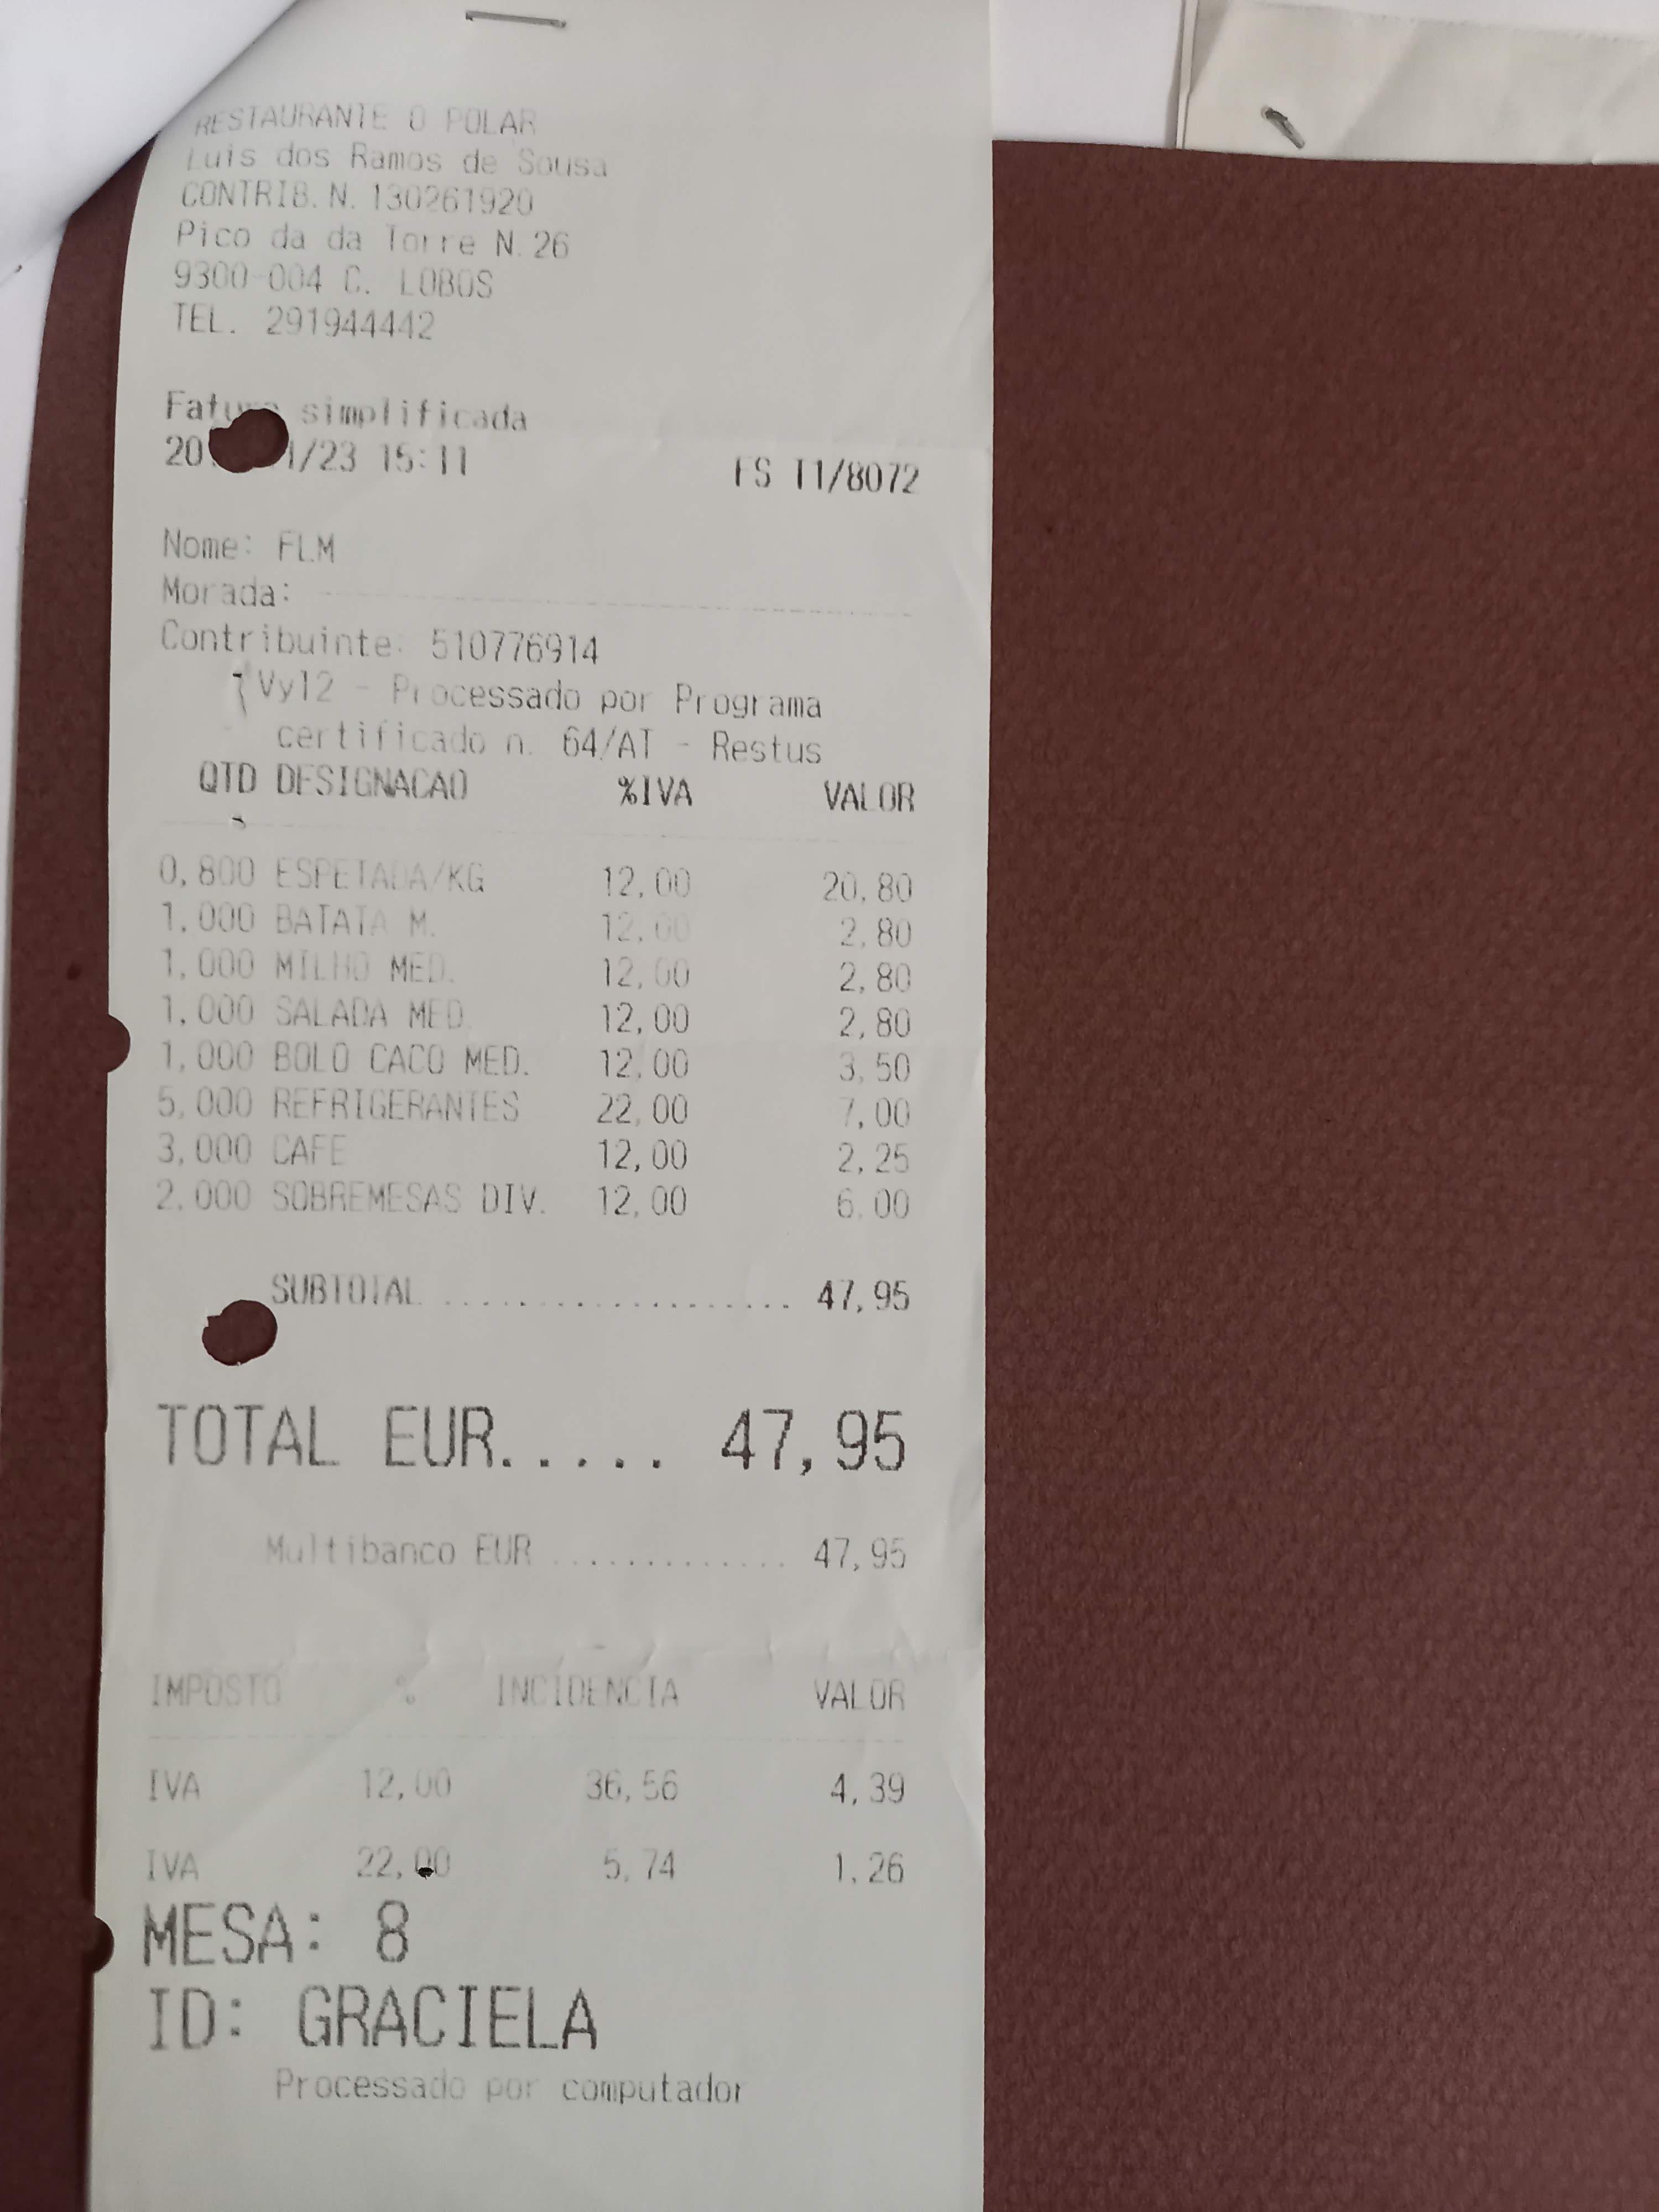 RESTAURANTE O POLAR
Luis dos Ramos de Sousa
CONTRIB. N. 130261920
Pico da da Torre N. 26
9300-004 C. LOBOS
TEL. 291944442
Fatura simplificada
1/23 15:11 FS T1/8072
Nome: FLM
Morada:
Contribuinte: 510776914
Vy12 - Processado por Programa
certificado n. 64/AT - Restus
QTD DESIGNACAO %IVA VALOR
0,800 ESPETADA/KG 12,00 20,80
1,000 BATATA M. 12,00 2,80
1,000 MILHO MED. 12,00 2,80
1,000 SALADA MED. 12,00 2,80
1,000 BOLO CACO MED. 12,00 3,50
5,000 REFRIGERANTES 22,00 7,00
3,000 CAFE 12,00 2,25
2,000 SOBREMESAS DIV. 12,00 6,00
SUBTOTAL ................... 47,95
TOTAL EUR..... 47,95
Multibanco EUR ............. 47,95
IMPOSTO % INCIDENCIA VALOR
IVA 12,00 36,56 4,39
IVA 22,00 5,74 1,26
MESA: 8
ID: GRACIELA
Processado por computador